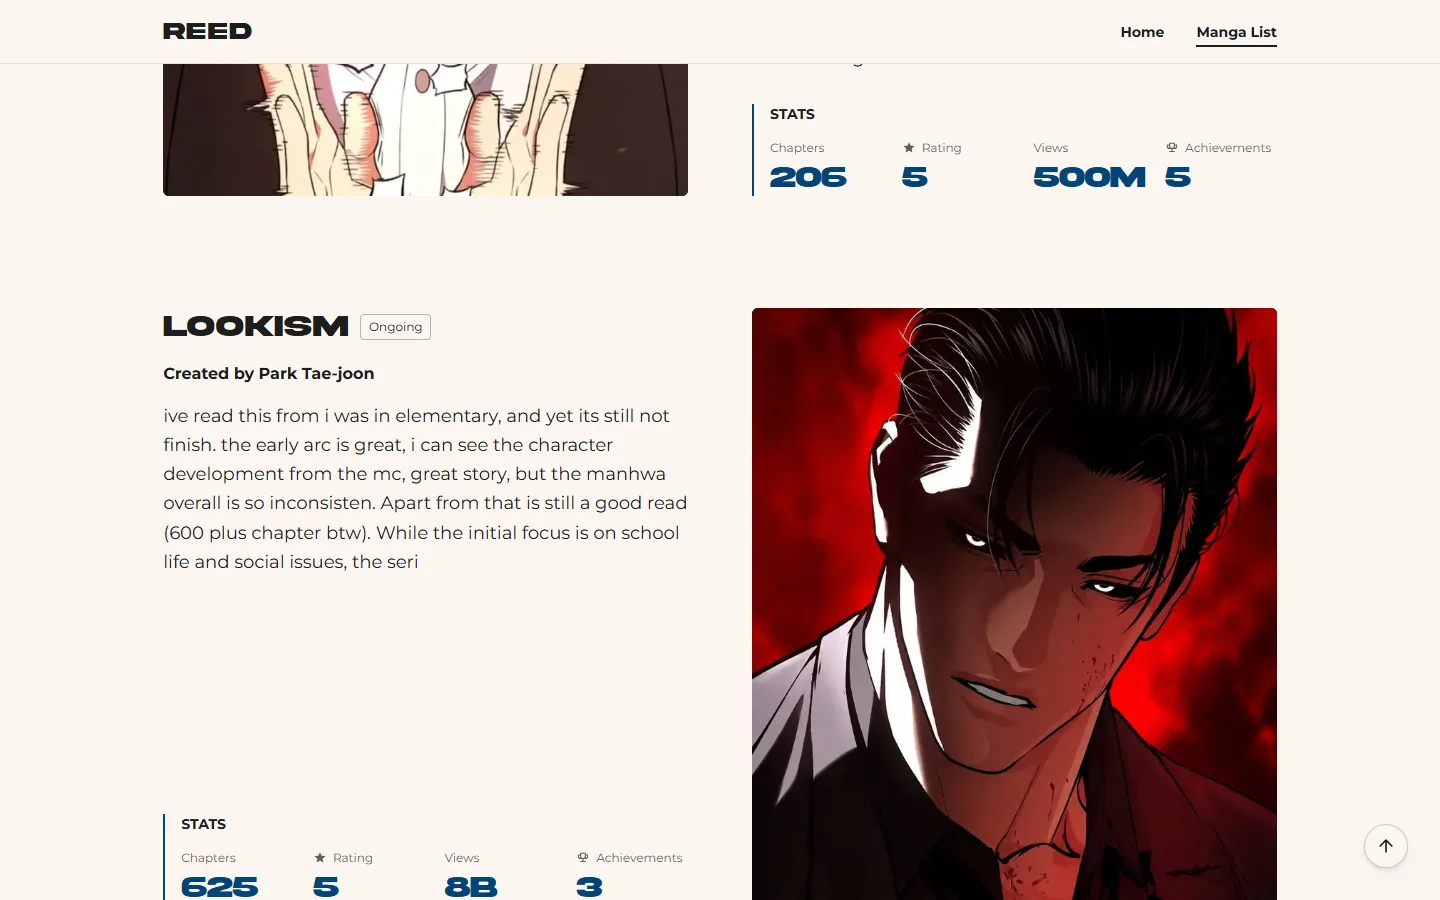 REED
Home
Manga List
STATS
Chapters
Rating
Views
Achievements
206
5
500M
5
LOOKISM
Ongoing
Created by Park Tae-joon
ive read this from i was in elementary, and yet its still not
finish. the early arc is great, i can see the character
development from the mc, great story, but the manhwa
overall is so inconsisten. Apart from that is still a good read
(600 plus chapter btw). While the initial focus is on school
life and social issues, the seri
STATS
Chapters
Rating
Views
Achievements
625
5
8B
3